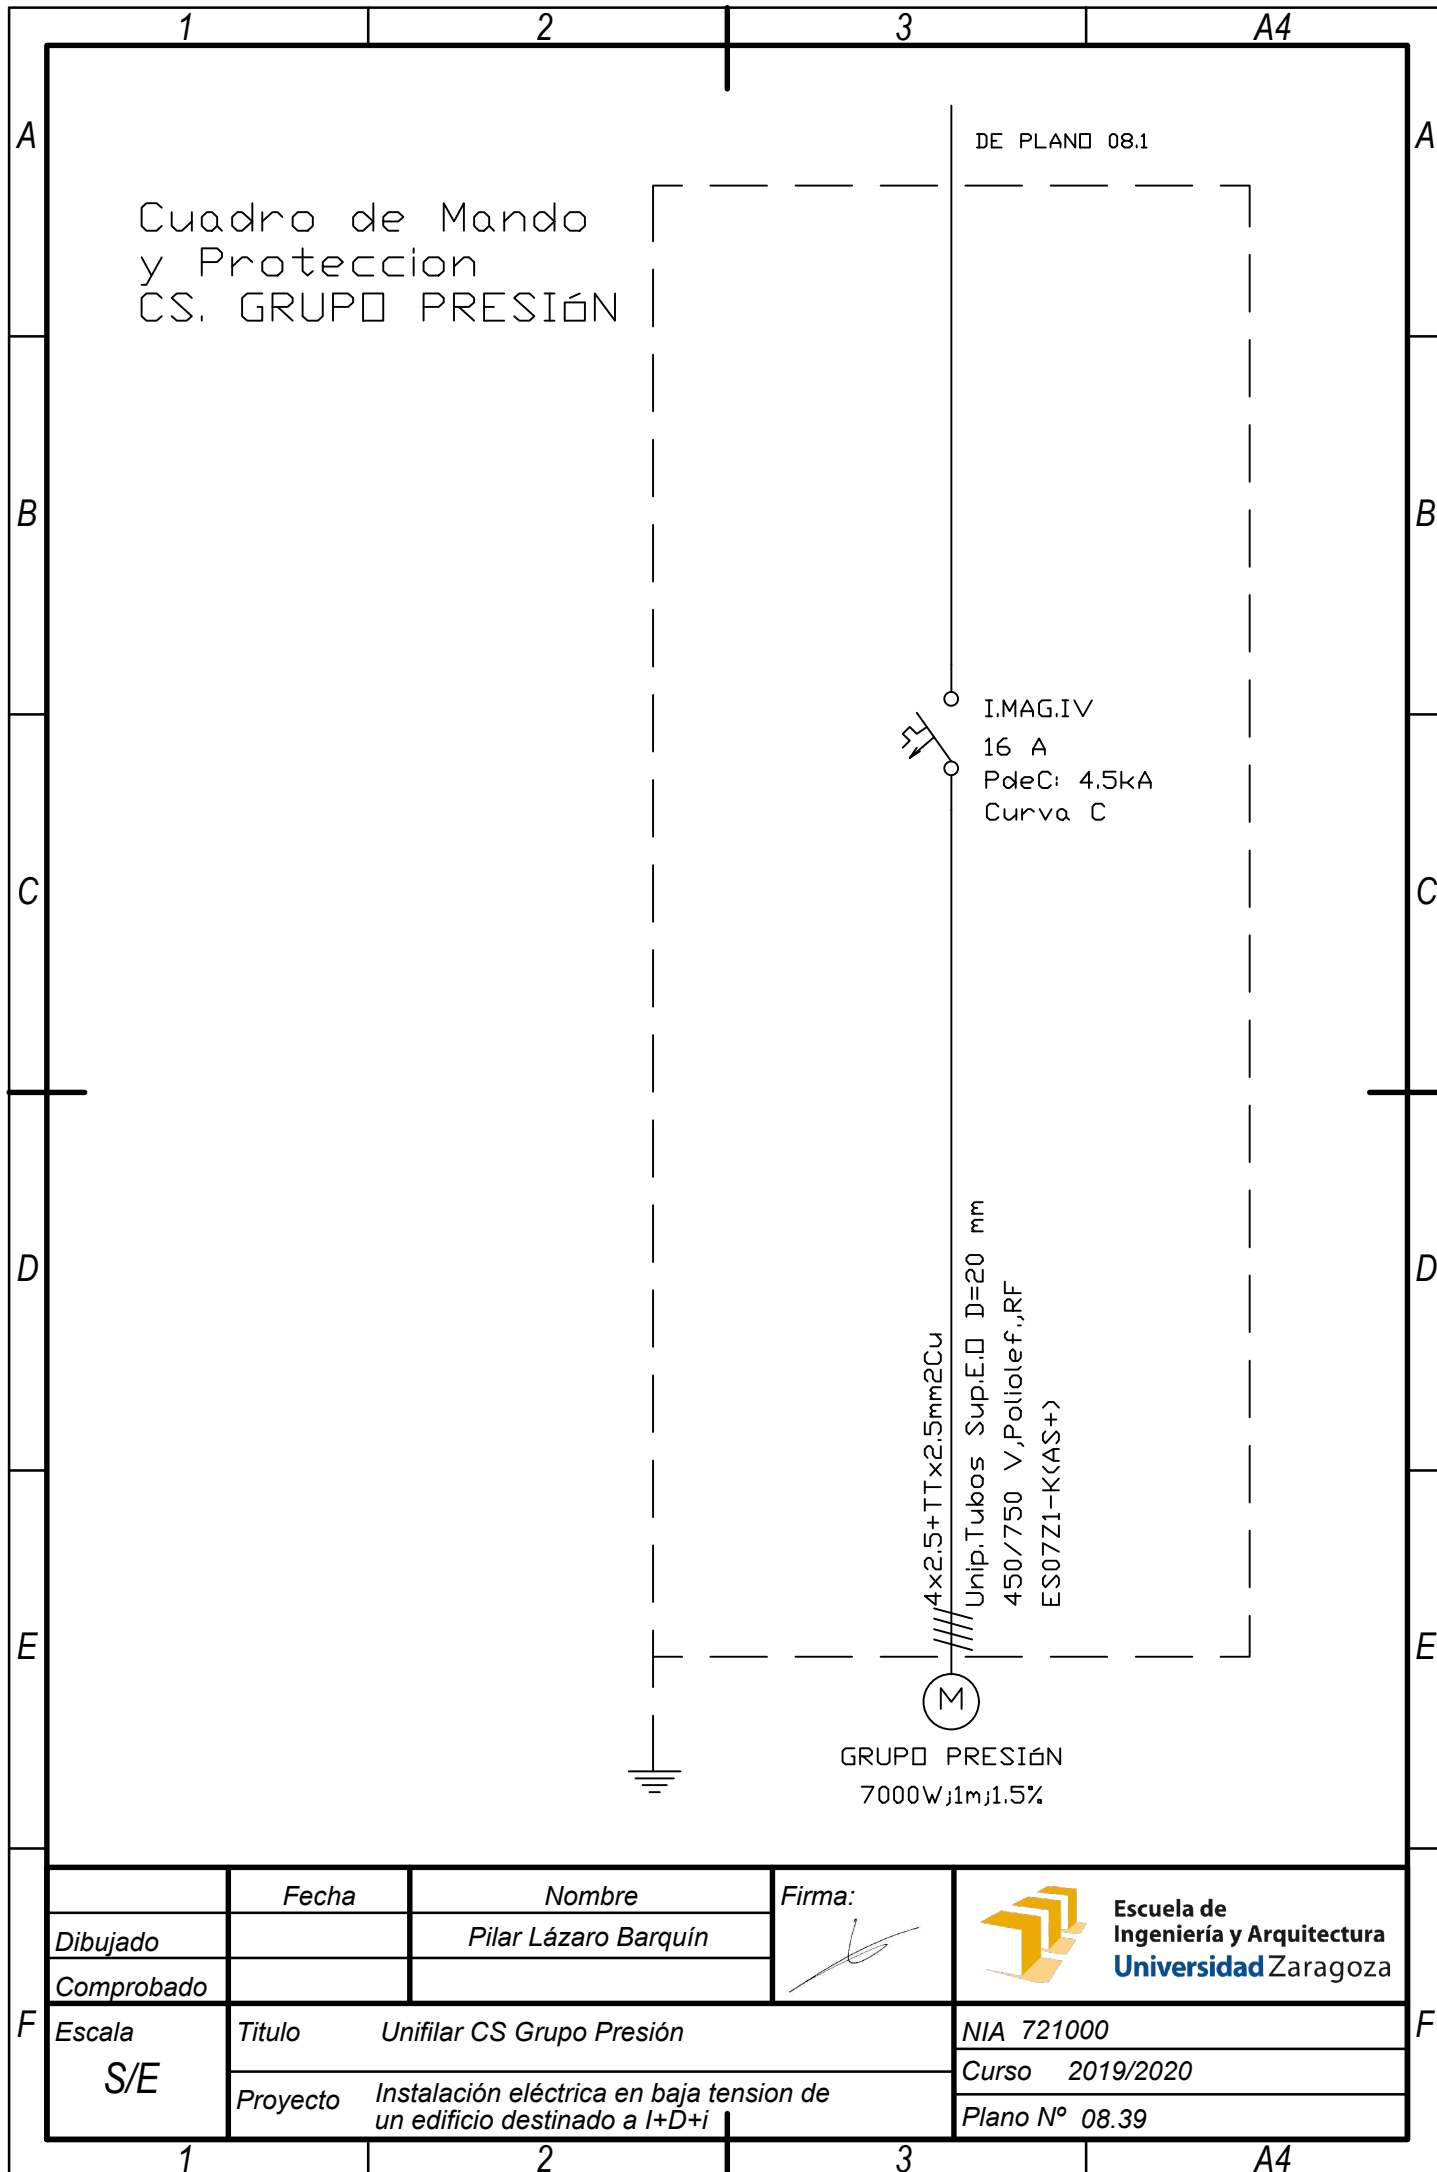 1 2 3 A4
A A
DE PLANO 08.1
Cuadro de Mando
y Proteccion
CS. GRUPO PRESIóN
B B
I.MAG.IV
16 A
PdeC: 4.5kA
Curva C
C C
D D
4x2.5+TTx2.5mm2Cu
Unip.Tubos Sup.E.O D=20 mm
450/750 V,Poliolef.,RF
ES07Z1-K(AS+)
E E
M
GRUPO PRESIóN
7000W;1m;1.5%
Fecha Nombre Firma:
Dibujado Pilar Lázaro Barquín
Comprobado
Escuela de
Ingeniería y Arquitectura
Universidad Zaragoza
F F
Escala
S/E
Titulo Unifilar CS Grupo Presión
Proyecto Instalación eléctrica en baja tension de
un edificio destinado a I+D+i
NIA 721000
Curso 2019/2020
Plano Nº 08.39
1 2 3 A4